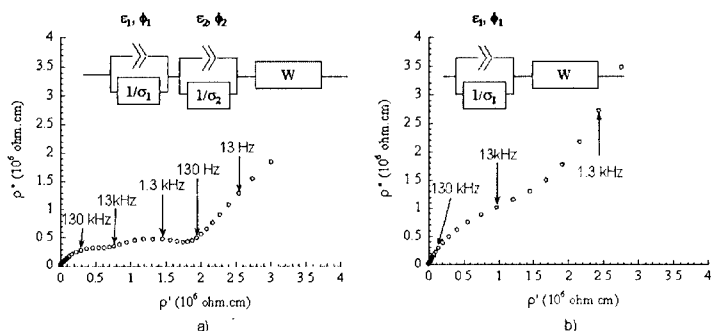 ε₁, ϕ₁
ε₂, ϕ₂
1/σ₁
1/σ₂
W
ρ" (10⁶ ohm.cm)
4
3.5
3
2.5
2
1.5
1
0.5
0
130 kHz
13kHz
1.3 kHz
130 Hz
13 Hz
0 0.5 1 1.5 2 2.5 3 3.5 4
ρ' (10⁶ ohm.cm)
a)
ε₁, ϕ₁
1/σ₁
W
ρ" (10⁶ ohm.cm)
4
3.5
3
2.5
2
1.5
1
0.5
0
130 kHz
13kHz
1.3 kHz
0 0.5 1 1.5 2 2.5 3 3.5 4
ρ' (10⁶ ohm.cm)
b)